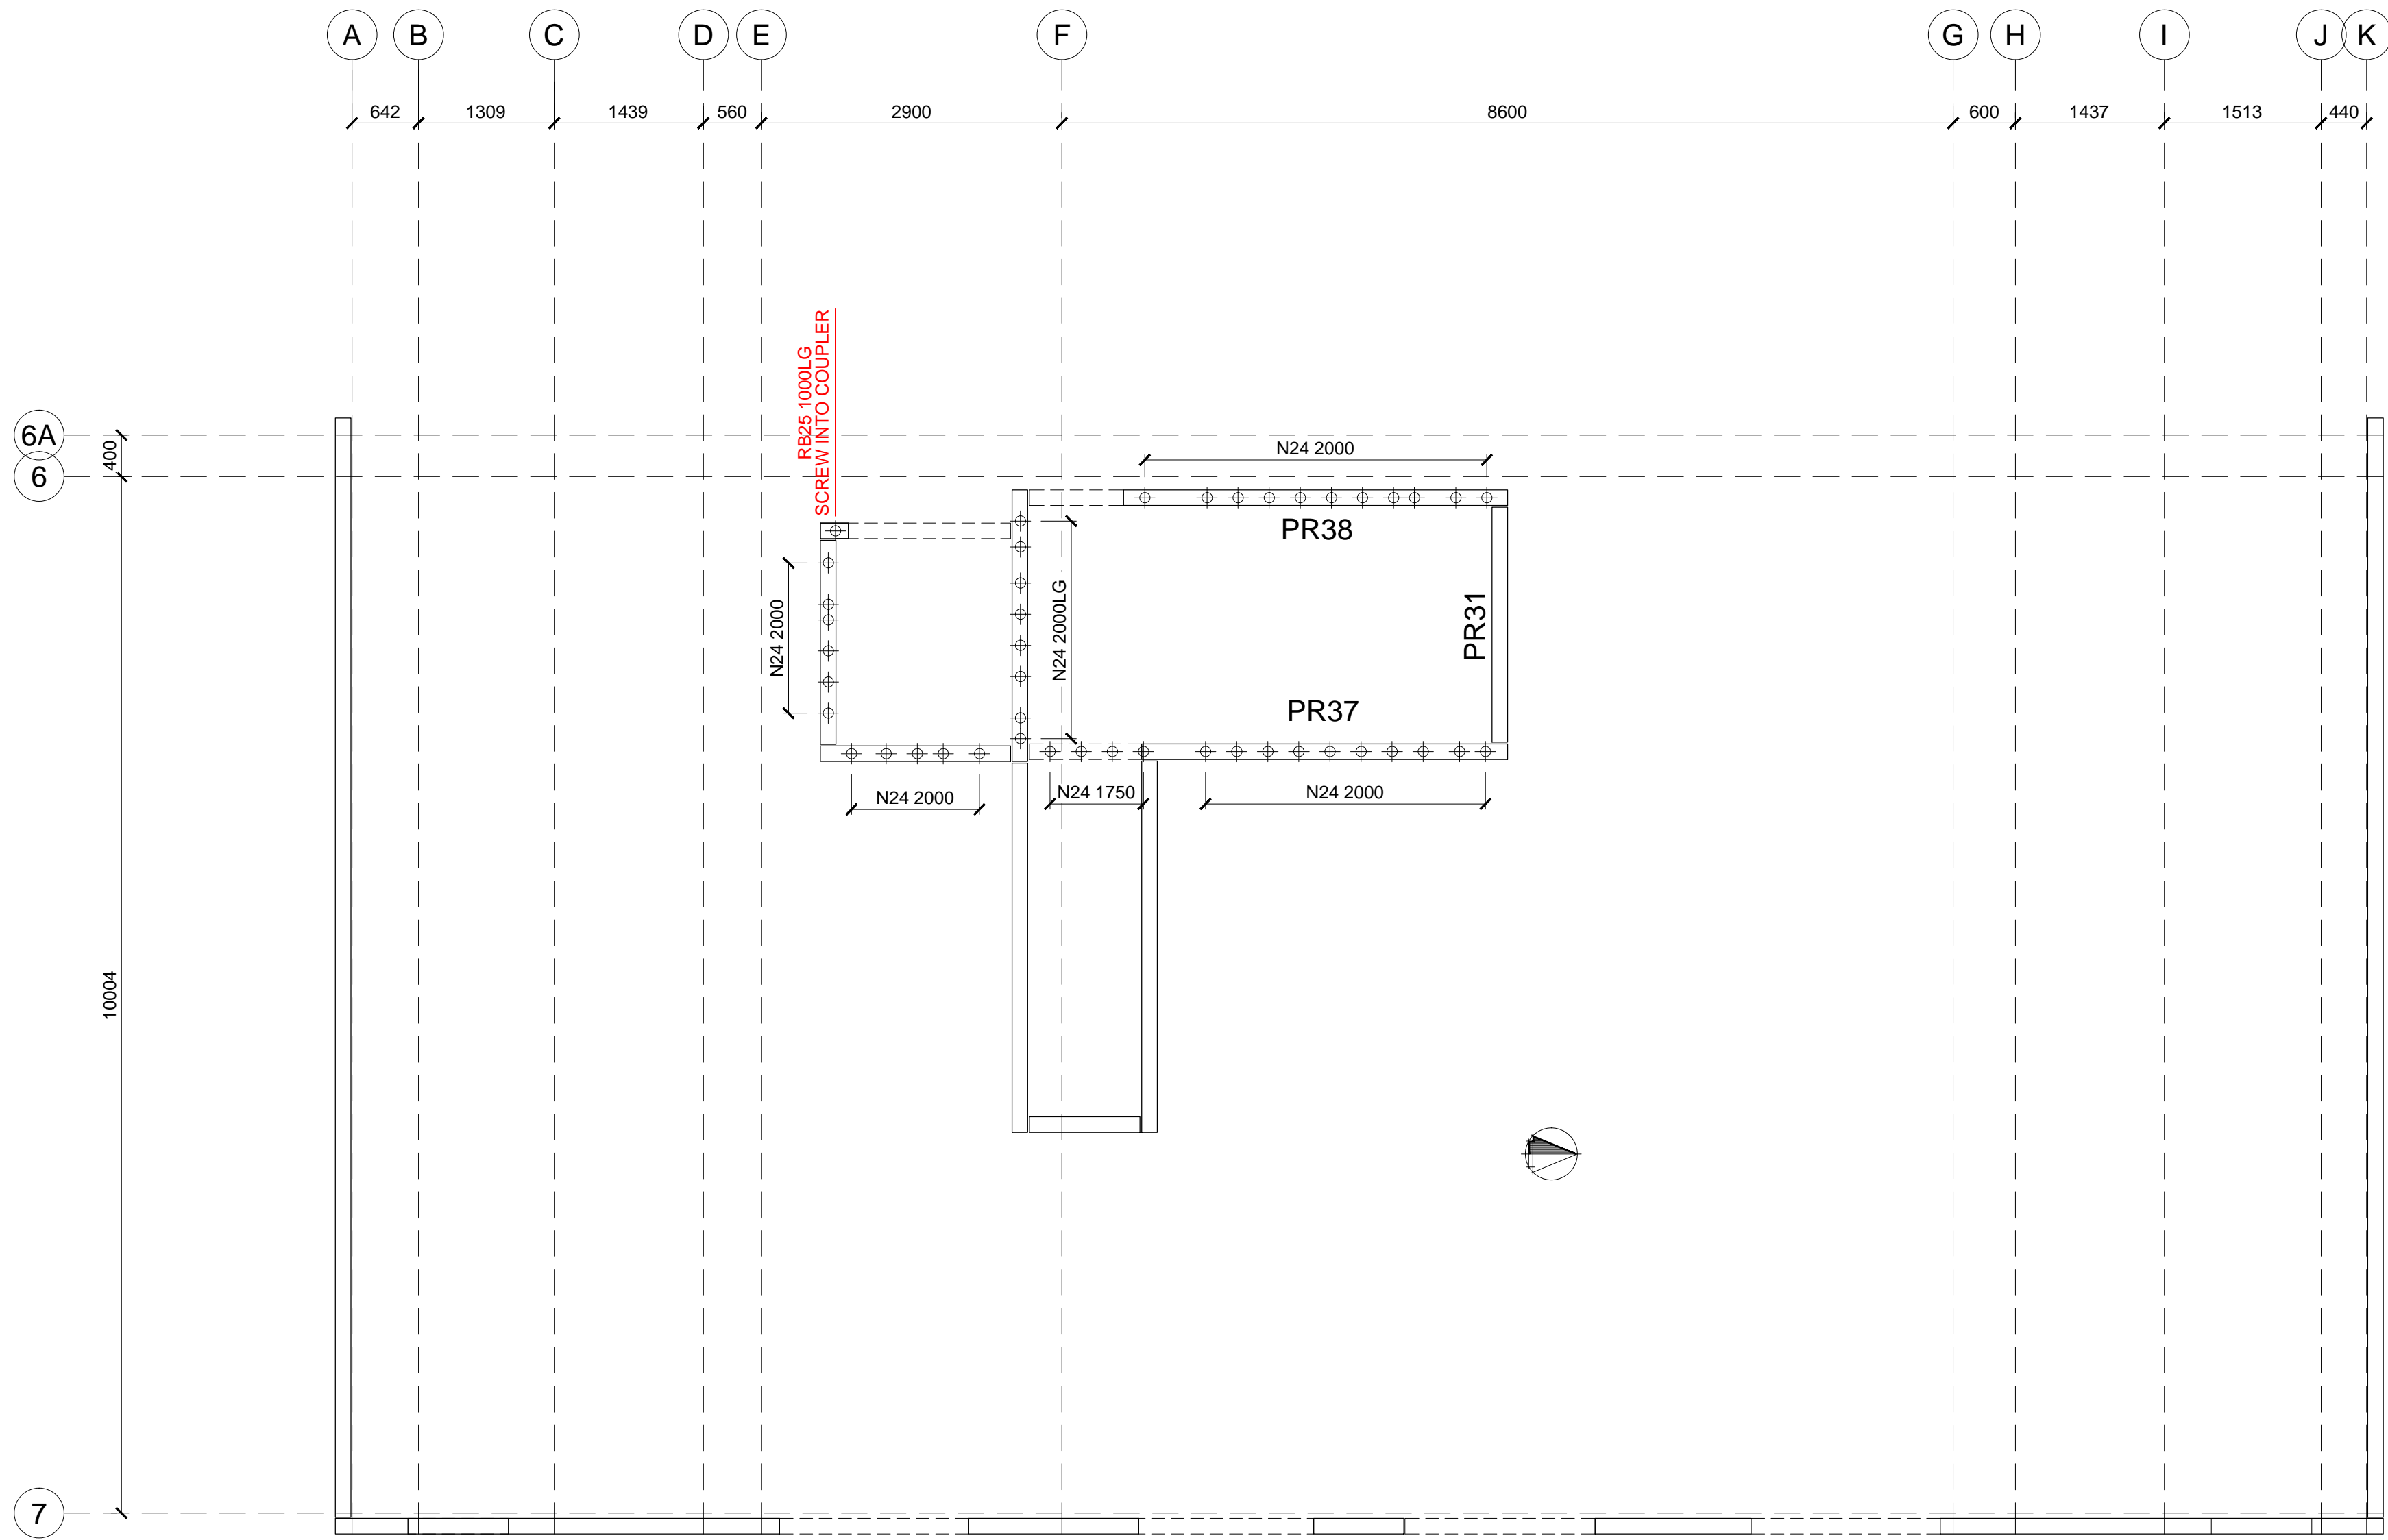 A B C D E F G H I J K
642 1309 1439 560 2900 8600 600 1437 1513 440
RB25 1000LG
SCREW INTO COUPLER
6A
400
6
N24 2000
PR38
N24 2000
N24 2000LG
PR31
PR37
N24 2000
N24 1750
N24 2000
10004
7